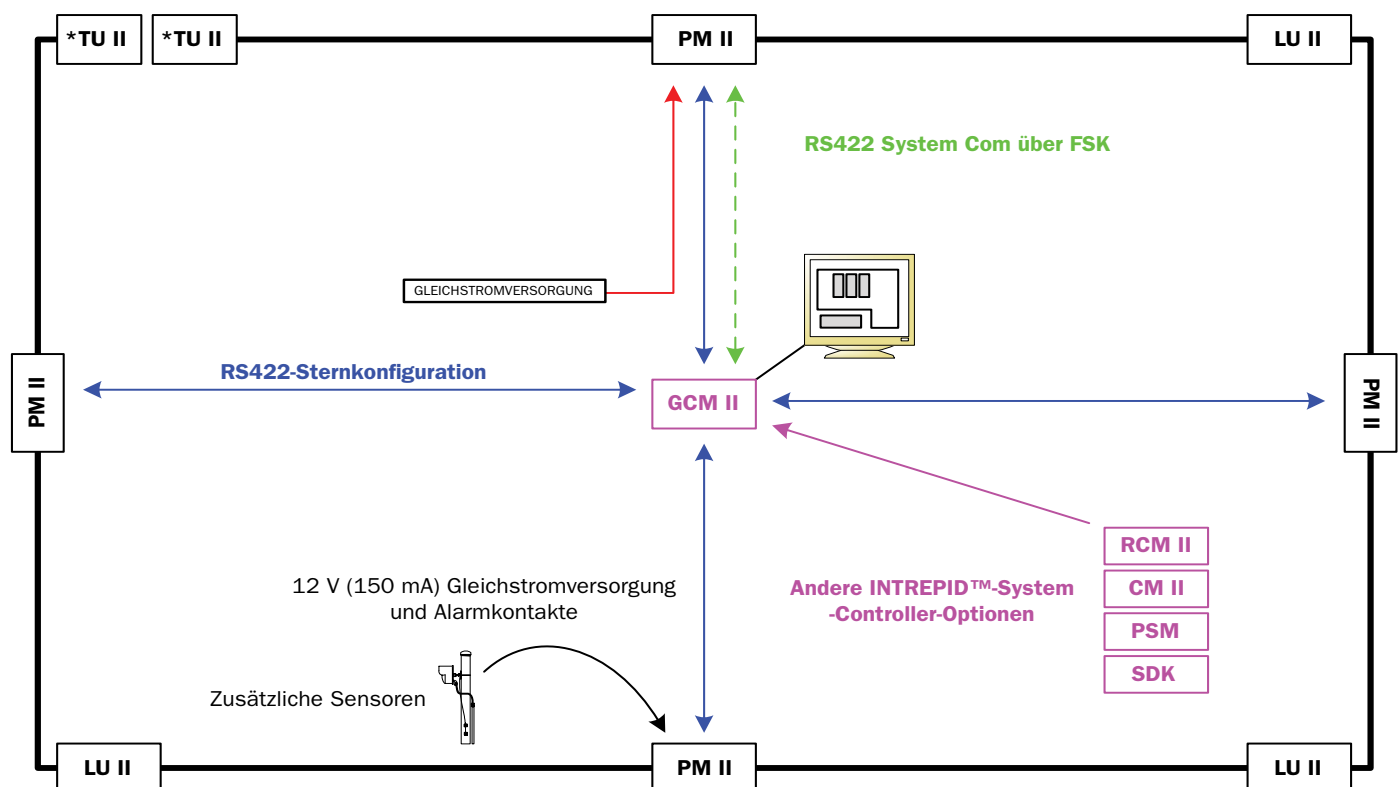 *TU II
*TU II
PM II
LU II
RS422 System Com über FSK
GLEICHSTROMVERSORGUNG
RS422-Sternkonfiguration
PM II
GCM II
PM II
RCM II
CM II
PSM
SDK
Andere INTREPID™-System
-Controller-Optionen
12 V (150 mA) Gleichstromversorgung
und Alarmkontakte
Zusätzliche Sensoren
LU II
PM II
LU II